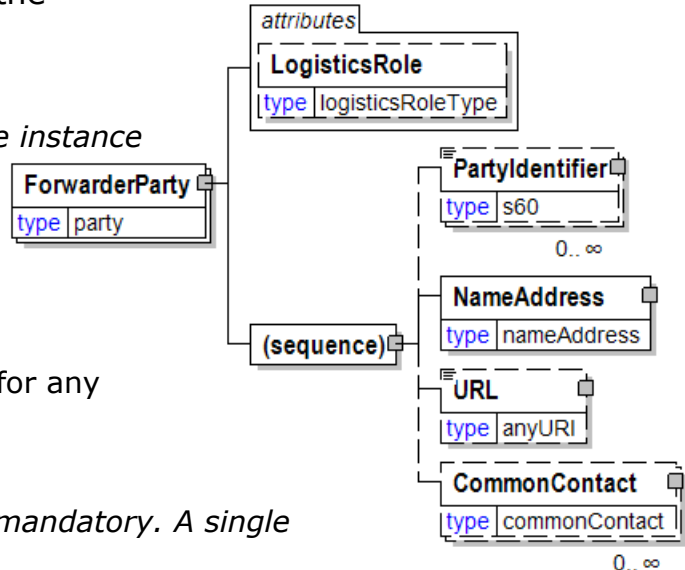 the
attributes
LogisticsRole
type logisticsRoleType
e instance
ForwarderParty
type party
PartyIdentifier
type s60
0.. ∞
NameAddress
type nameAddress
(sequence)
for any
URL
type anyURI
CommonContact
type commonContact
mandatory. A single
0.. ∞